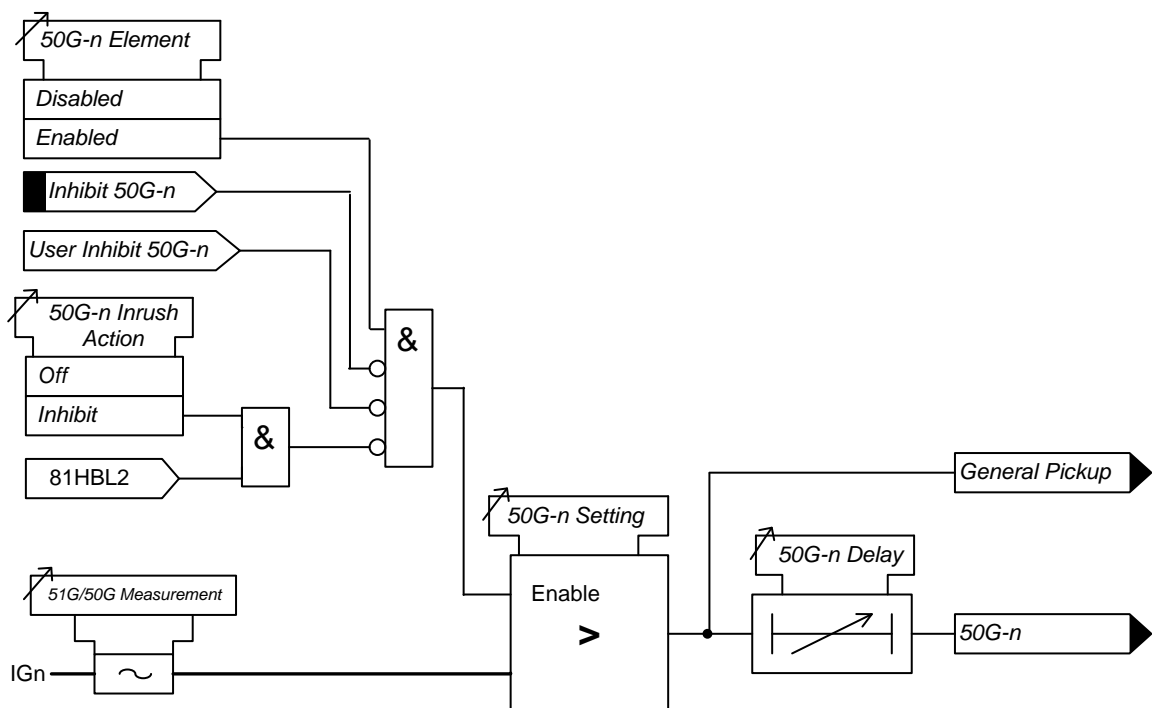 50G-n Element
Disabled
Enabled
Inhibit 50G-n
User Inhibit 50G-n
50G-n Inrush
Action
Off
Inhibit
&
&
81HBL2
General Pickup
50G-n Setting
50G-n Delay
51G/50G Measurement
Enable
>
50G-n
IGn